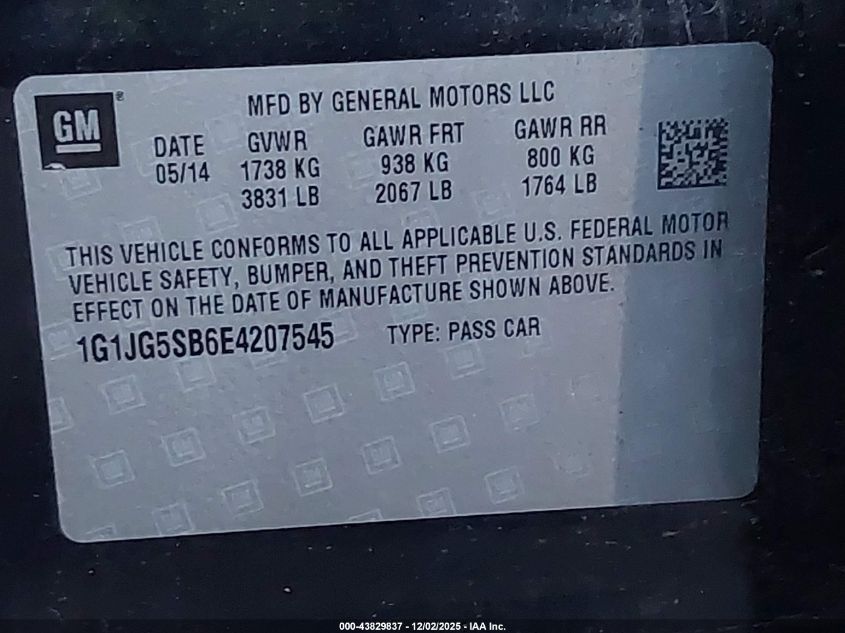 GM ®
MFD BY GENERAL MOTORS LLC
DATE GVWR GAWR FRT GAWR RR
05/14 1738 KG 938 KG 800 KG
3831 LB 2067 LB 1764 LB
THIS VEHICLE CONFORMS TO ALL APPLICABLE U.S. FEDERAL MOTOR
VEHICLE SAFETY, BUMPER, AND THEFT PREVENTION STANDARDS IN
EFFECT ON THE DATE OF MANUFACTURE SHOWN ABOVE.
1G1JG5SB6E4207545 TYPE: PASS CAR
000-43829837 - 12/02/2025 - IAA Inc.